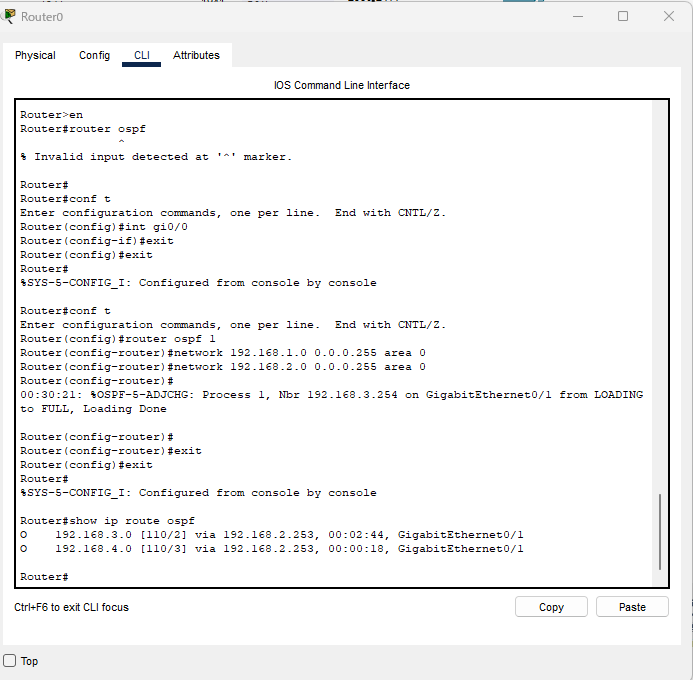 Router0
Physical Config CLI Attributes
IOS Command Line Interface
Router>en
Router#router ospf
^
% Invalid input detected at '^' marker.
Router#
Router#conf t
Enter configuration commands, one per line.  End with CNTL/Z.
Router(config)#int gi0/0
Router(config-if)#exit
Router(config)#exit
Router#
%SYS-5-CONFIG_I: Configured from console by console
Router#conf t
Enter configuration commands, one per line.  End with CNTL/Z.
Router(config)#router ospf 1
Router(config-router)#network 192.168.1.0 0.0.0.255 area 0
Router(config-router)#network 192.168.2.0 0.0.0.255 area 0
Router(config-router)#
00:30:21: %OSPF-5-ADJCHG: Process 1, Nbr 192.168.3.254 on GigabitEthernet0/1 from LOADING
to FULL, Loading Done
Router(config-router)#
Router(config-router)#exit
Router(config)#exit
Router#
%SYS-5-CONFIG_I: Configured from console by console
Router#show ip route ospf
O    192.168.3.0 [110/2] via 192.168.2.253, 00:02:44, GigabitEthernet0/1
O    192.168.4.0 [110/3] via 192.168.2.253, 00:00:18, GigabitEthernet0/1
Router#
Ctrl+F6 to exit CLI focus
Copy Paste
Top